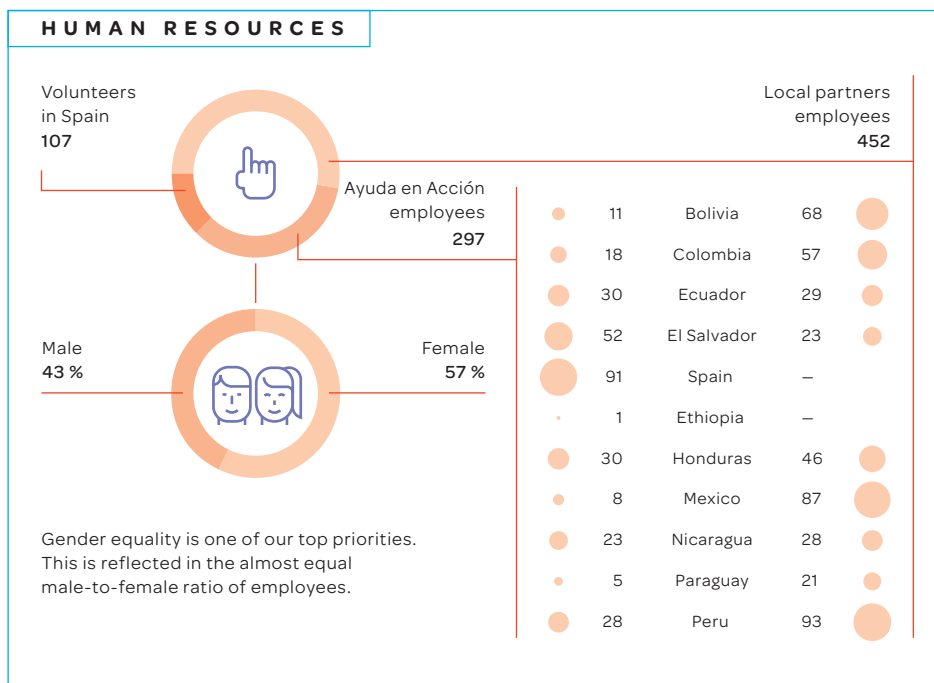 HUMAN RESOURCES
Volunteers
in Spain
107
Local partners
employees
452
Ayuda en Acción
employees
297
11 Bolivia 68
18 Colombia 57
30 Ecuador 29
52 El Salvador 23
91 Spain –
1 Ethiopia –
30 Honduras 46
8 Mexico 87
23 Nicaragua 28
5 Paraguay 21
28 Peru 93
Male
43 %
Female
57 %
Gender equality is one of our top priorities.
This is reflected in the almost equal
male-to-female ratio of employees.